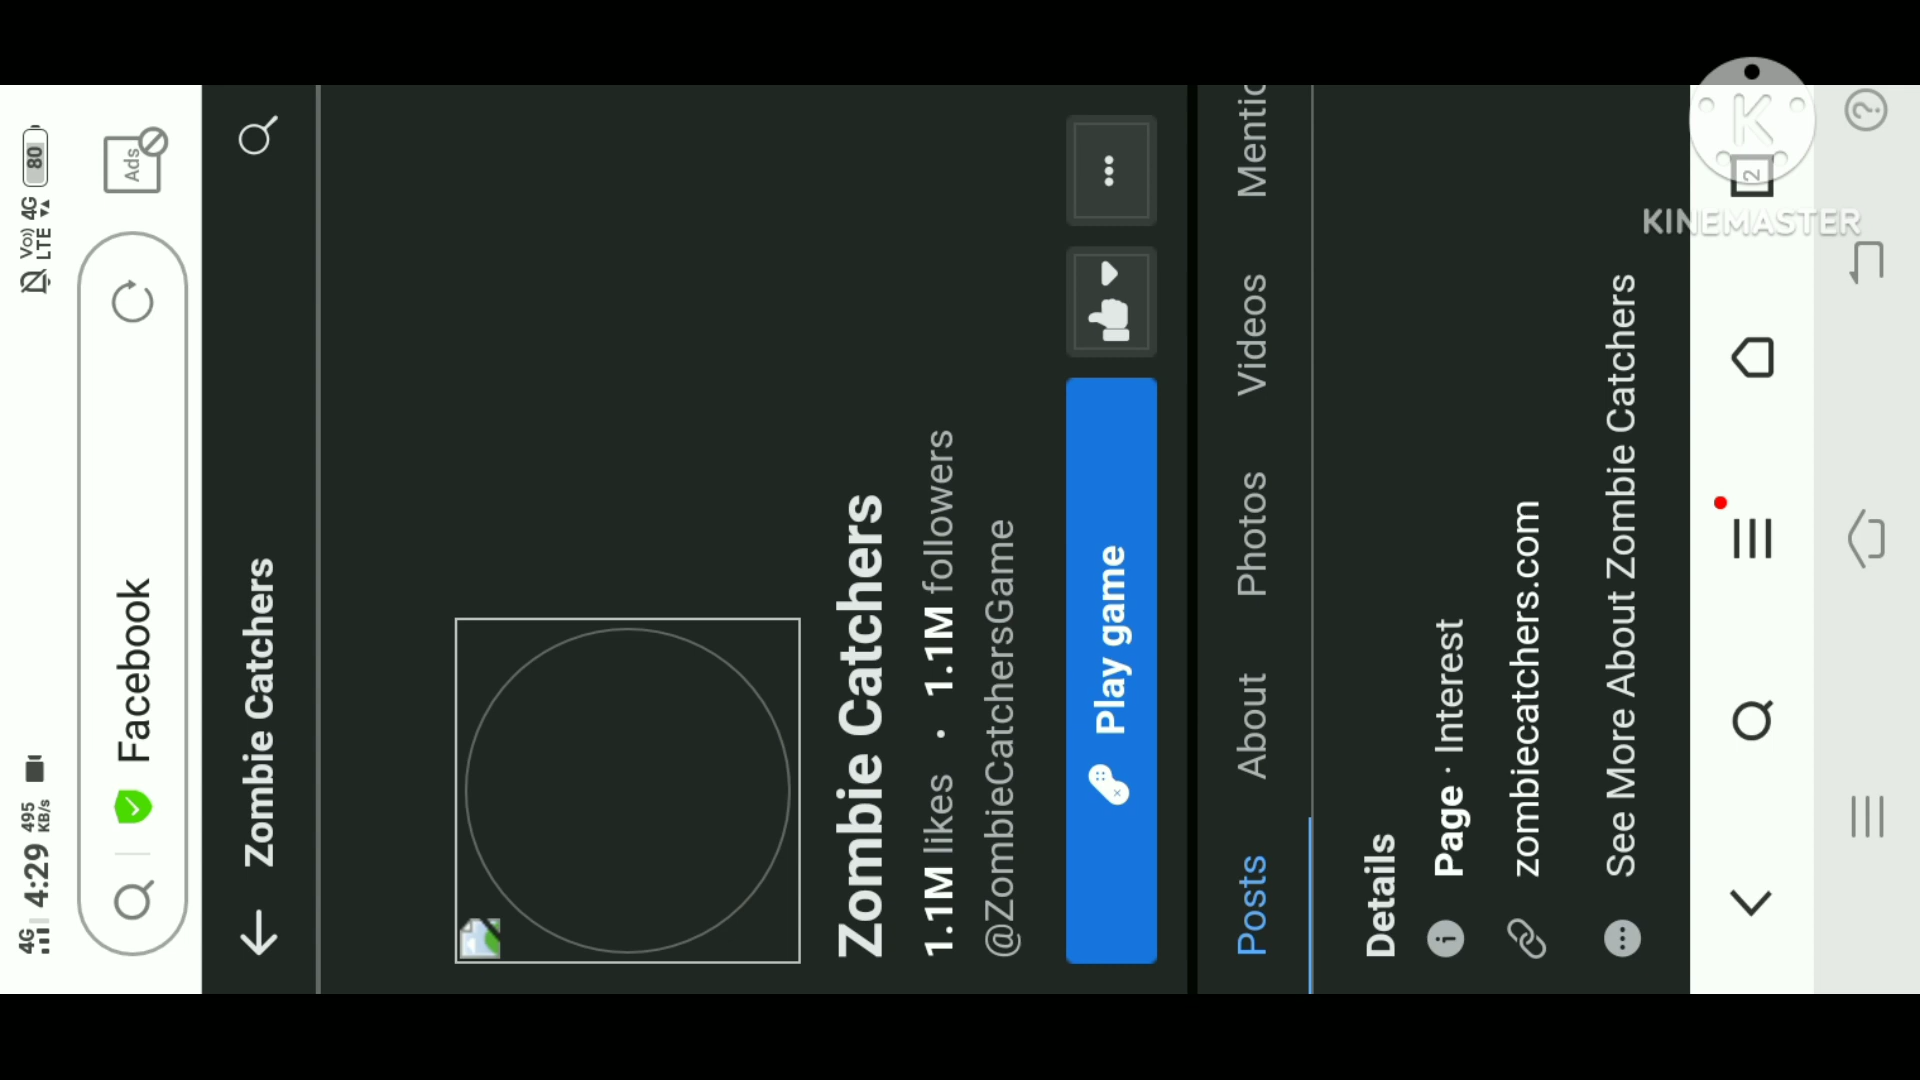 4G 4:29 495 KB/s Vo)) LTE 4G 80
Facebook
Ads
Zombie Catchers
Zombie Catchers
1.1M likes · 1.1M followers
@ZombieCatchersGame
Play game
Posts About Photos Videos Mentio
Details
Page · Interest
zombiecatchers.com
See More About Zombie Catchers
2
K
KINEMASTER